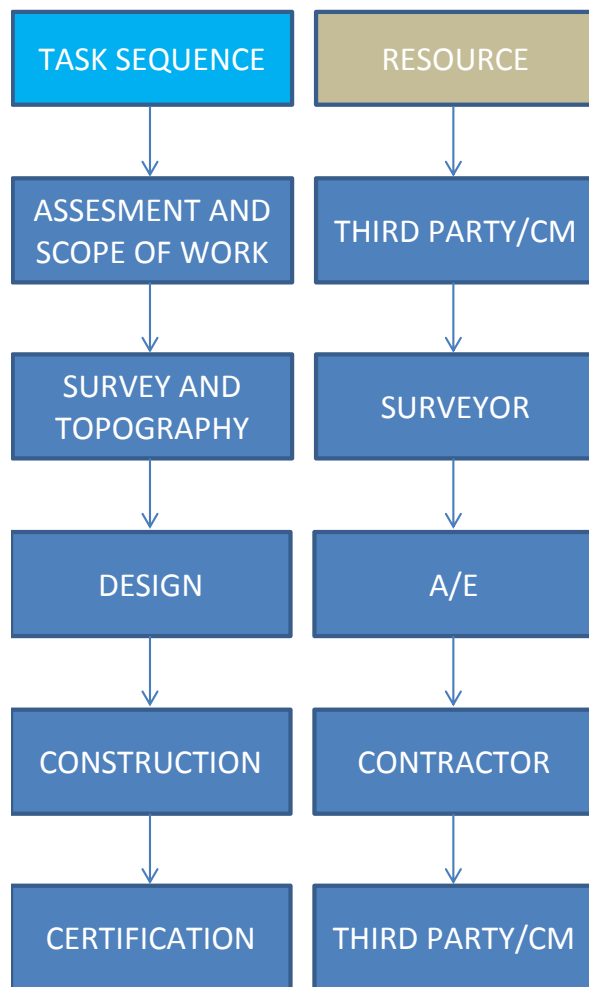 TASK SEQUENCE
RESOURCE
ASSESMENT AND
SCOPE OF WORK
THIRD PARTY/CM
SURVEY AND
TOPOGRAPHY
SURVEYOR
DESIGN
A/E
CONSTRUCTION
CONTRACTOR
CERTIFICATION
THIRD PARTY/CM